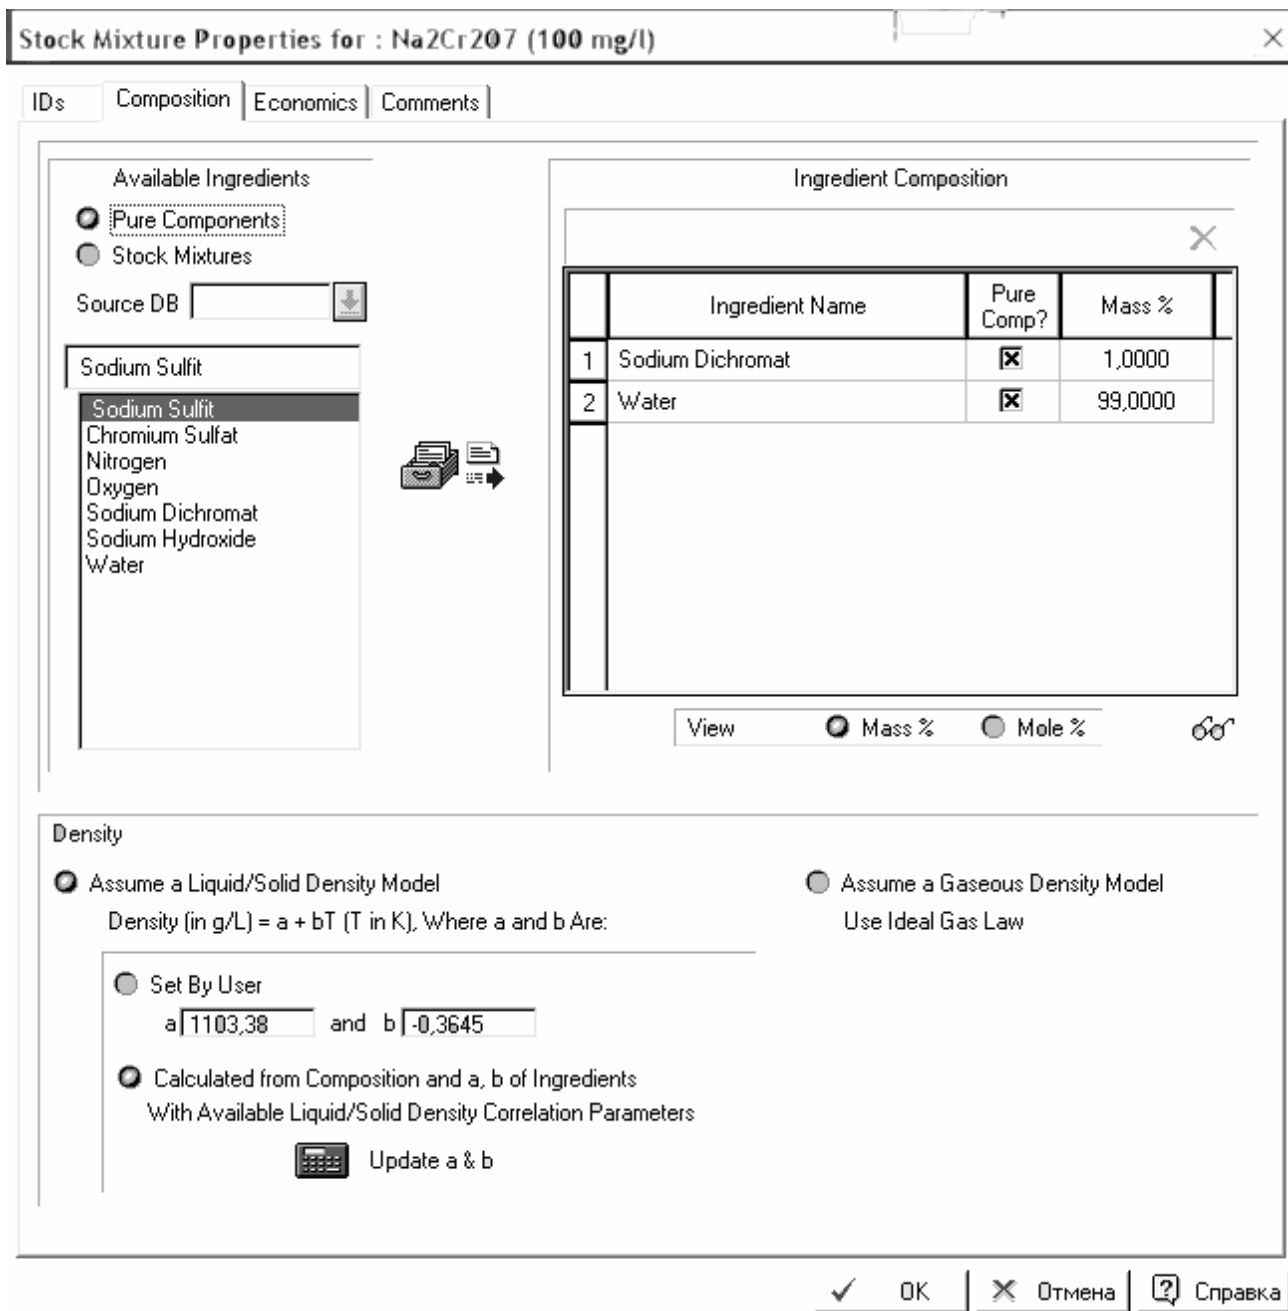 Stock Mixture Properties for : Na2Cr2O7 (100 mg/l)
IDs Composition Economics Comments
Available Ingredients
Pure Components
Stock Mixtures
Source DB
Sodium Sulfit
Sodium Sulfit
Chromium Sulfat
Nitrogen
Oxygen
Sodium Dichromat
Sodium Hydroxide
Water
Ingredient Composition
Ingredient Name Pure Comp? Mass %
1 Sodium Dichromat 1,0000
2 Water 99,0000
View Mass % Mole %
Density
Assume a Liquid/Solid Density Model
Density (in g/L) = a + bT (T in K), Where a and b Are:
Set By User
a 1103,38 and b -0,3645
Calculated from Composition and a, b of Ingredients
With Available Liquid/Solid Density Correlation Parameters
Update a & b
Assume a Gaseous Density Model
Use Ideal Gas Law
OK Отмена Справка